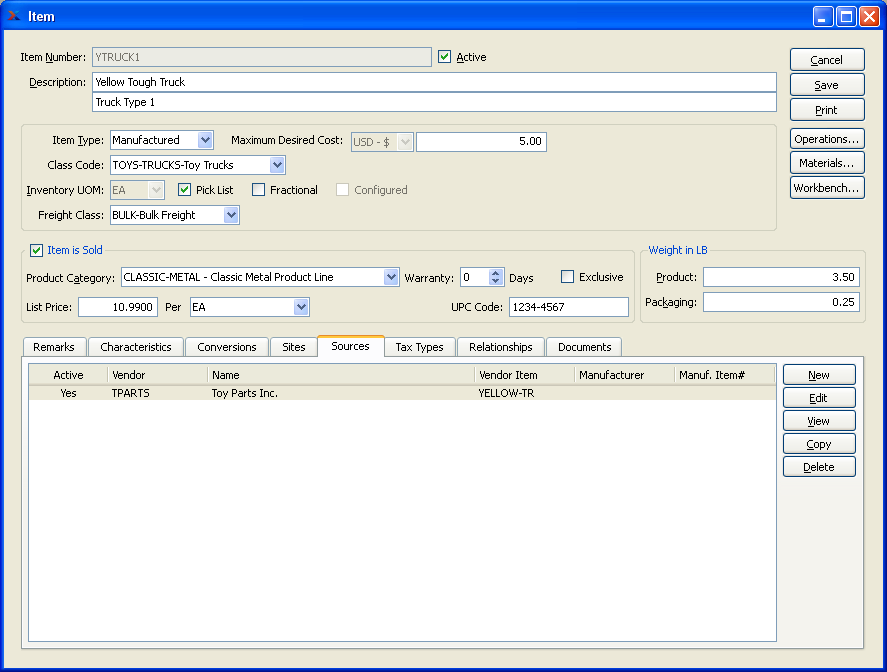 Item
Item Number: YTRUCK1 Active
Description: Yellow Tough Truck
Truck Type 1
Cancel
Save
Print
Operations...
Materials...
Workbench...
Item Type: Manufactured Maximum Desired Cost: USD - $ 5.00
Class Code: TOYS-TRUCKS-Toy Trucks
Inventory UOM: EA Pick List Fractional Configured
Freight Class: BULK-Bulk Freight
Item is Sold
Product Category: CLASSIC-METAL - Classic Metal Product Line Warranty: 0 Days Exclusive
List Price: 10.9900 Per EA UPC Code: 1234-4567
Weight in LB
Product: 3.50
Packaging: 0.25
Remarks Characteristics Conversions Sites Sources Tax Types Relationships Documents
Active Vendor Name Vendor Item Manufacturer Manuf. Item#
Yes TPARTS Toy Parts Inc. YELLOW-TR
New
Edit
View
Copy
Delete